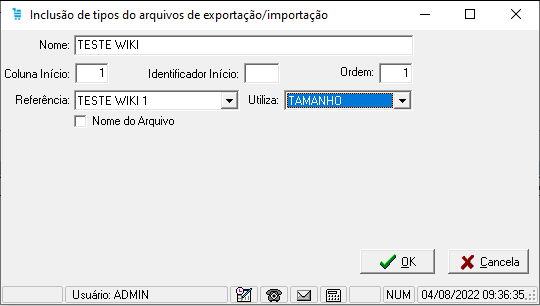 Inclusão de tipos do arquivos de exportação/importação
Nome: TESTE WIKI
Coluna Início: 1 Identificador Início: Ordem: 1
Referência: TESTE WIKI 1 Utiliza: TAMANHO
Nome do Arquivo
OK Cancela
Usuário: ADMIN NUM 04/08/2022 09:36:35